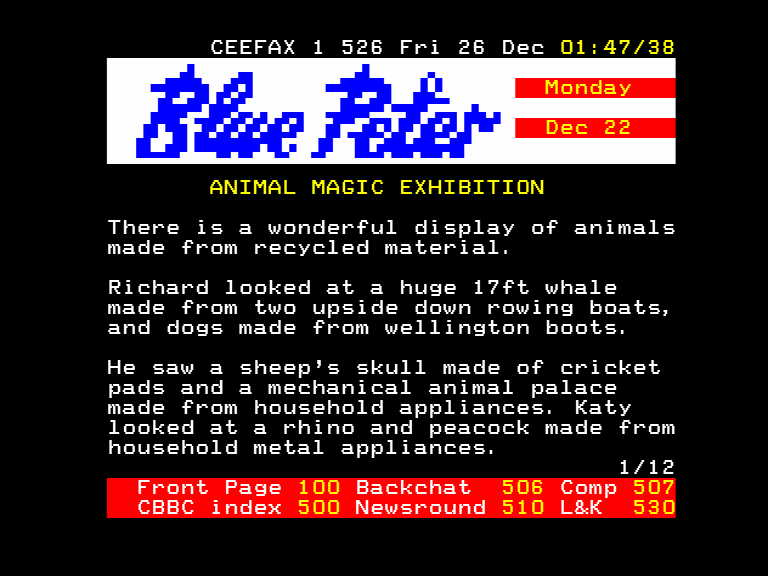 CEEFAX 1 526 Fri 26 Dec 01:47/38
Blue Peter
Monday
Dec 22
ANIMAL MAGIC EXHIBITION
There is a wonderful display of animals
made from recycled material.
Richard looked at a huge 17ft whale
made from two upside down rowing boats,
and dogs made from wellington boots.
He saw a sheep's skull made of cricket
pads and a mechanical animal palace
made from household appliances. Katy
looked at a rhino and peacock made from
household metal appliances.
1/12
Front Page 100 Backchat 506 Comp 507
CBBC index 500 Newsround 510 L&K 530